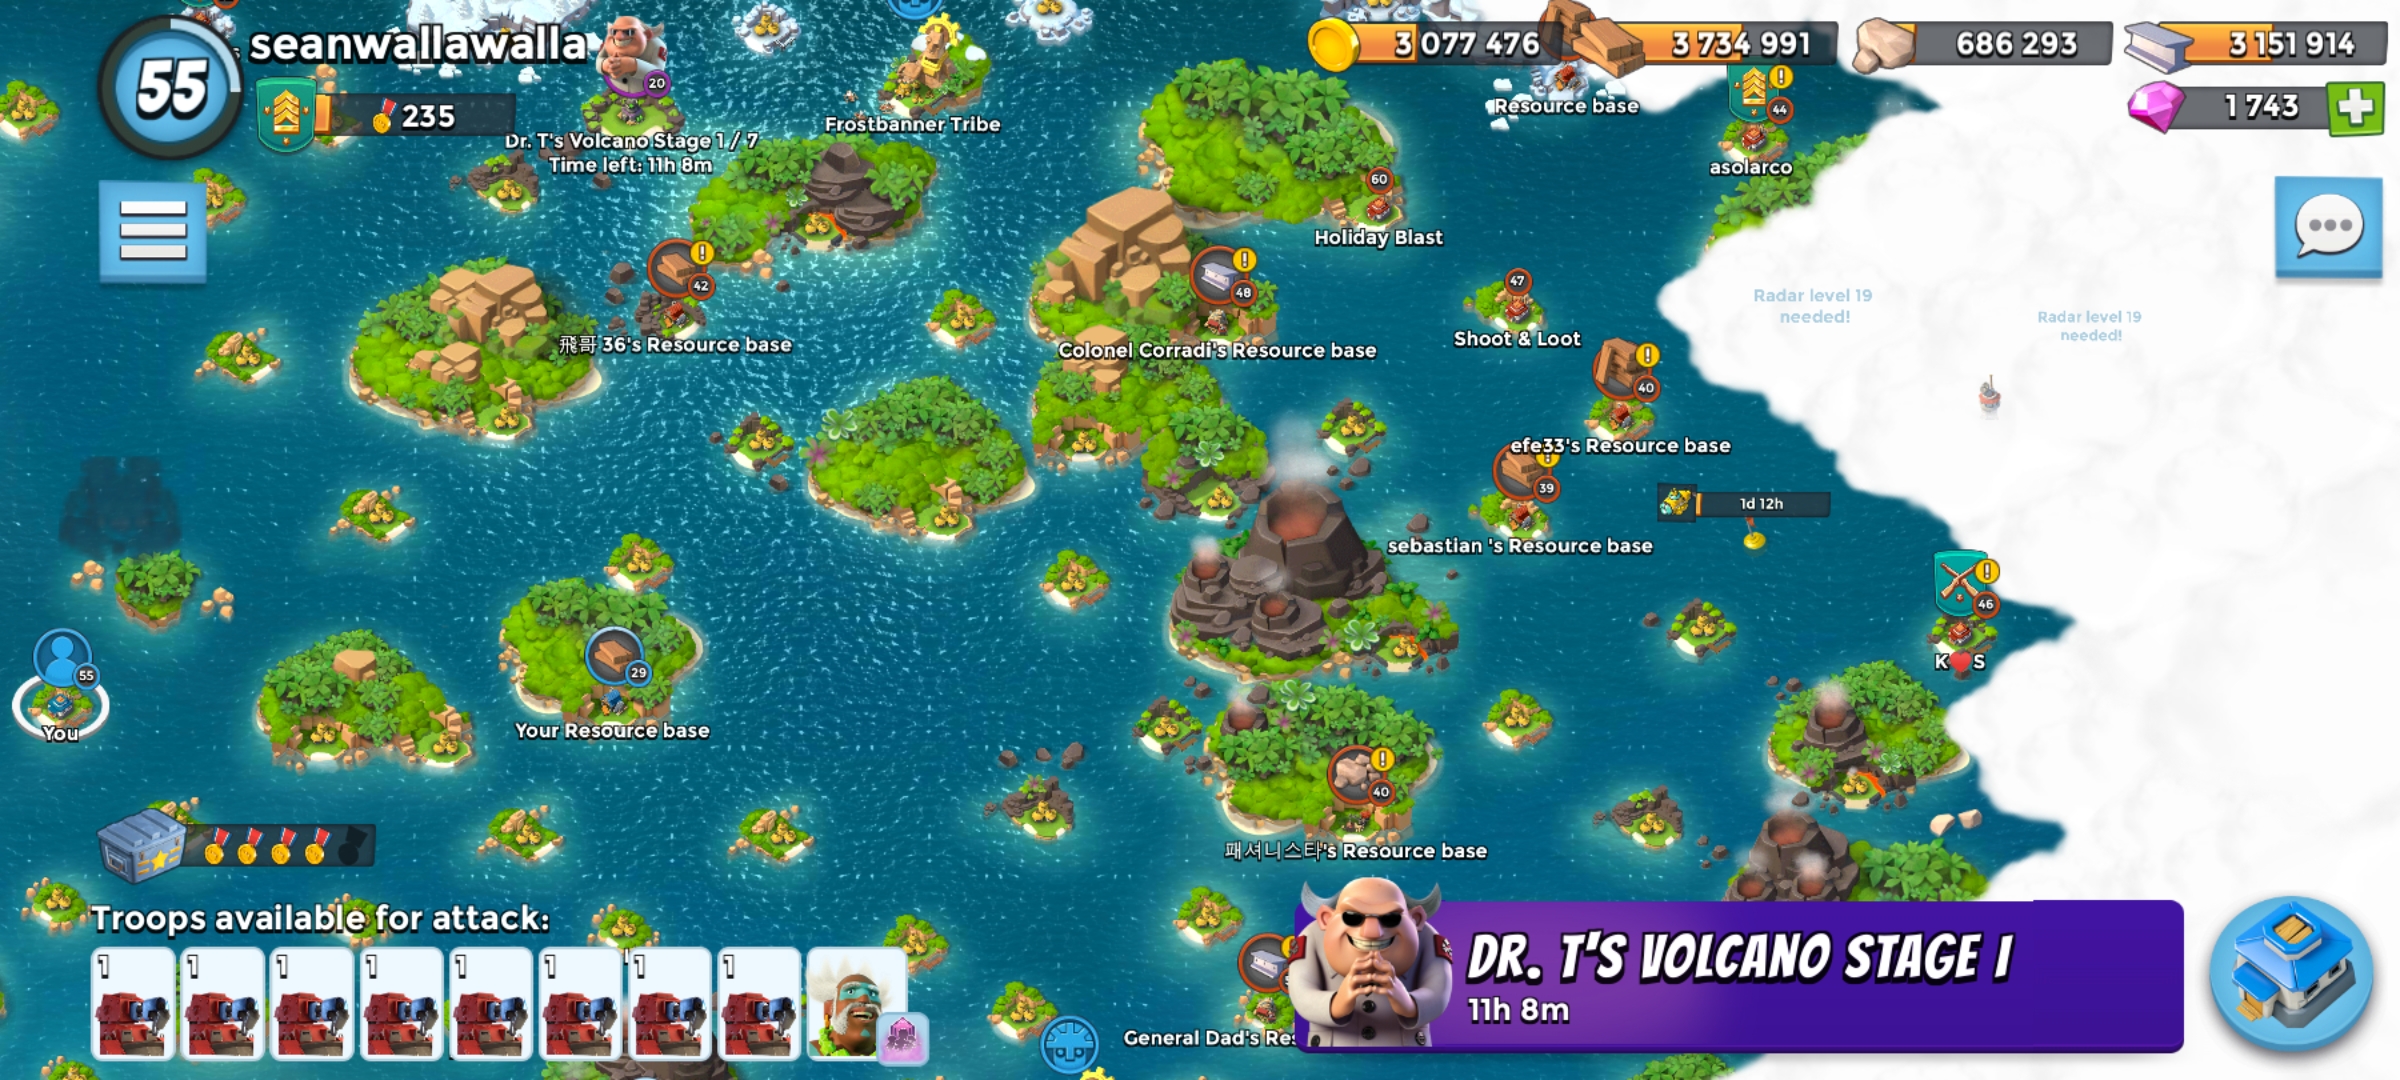 55
seanwallawalla
235
20
Dr. T's Volcano Stage 1 / 7
Time left: 11h 8m
Frostbanner Tribe
3 077 476
3 734 991
686 293
3 151 914
1 743
Resource base
44
asolarco
60
Holiday Blast
42
飛哥 36's Resource base
48
Colonel Corradi's Resource base
47
Shoot & Loot
Radar level 19
needed!
Radar level 19
needed!
40
efe33's Resource base
39
sebastian 's Resource base
1d 12h
46
K❤️S
55
You
29
Your Resource base
40
패셔니스타's Resource base
Troops available for attack:
1
1
1
1
1
1
1
1
General Dad's Res
DR. T'S VOLCANO STAGE I
11h 8m